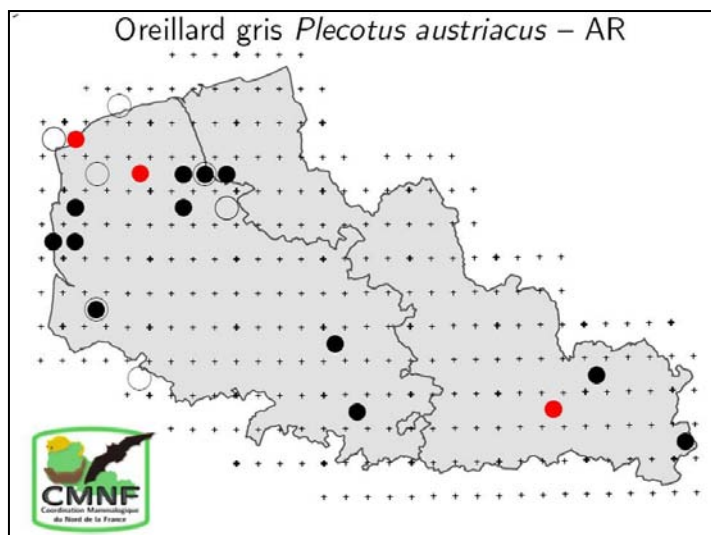 Oreillard gris Plecotus austriacus – AR
CMNF
Coordination Mammalogique
du Nord de la France